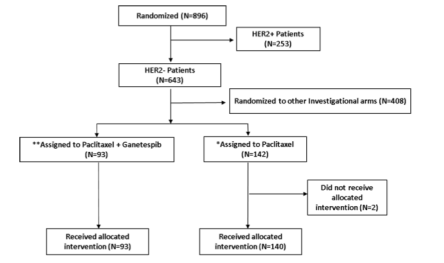 Randomized (N=896)
HER2+ Patients
(N=253)
HER2- Patients
(N=643)
Randomized to other Investigational arms (N=408)
**Assigned to Paclitaxel + Ganetespib
(N=93)
*Assigned to Paclitaxel
(N=142)
Did not receive
allocated
intervention (N=2)
Received allocated
intervention (N=93)
Received allocated
intervention (N=140)